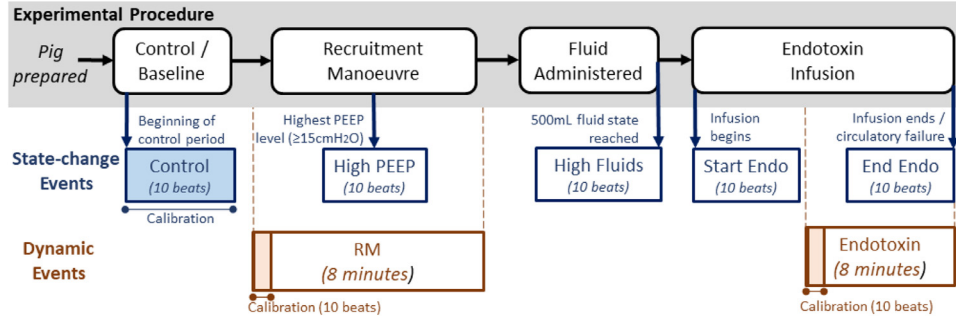 Experimental Procedure
Pig
prepared
Control /
Baseline
Recruitment
Manoeuvre
Fluid
Administered
Endotoxin
Infusion
Beginning of
control period
Highest PEEP
level (≥15cmH2O)
500mL fluid state
reached
Infusion
begins
Infusion ends /
circulatory failure
State-change
Events
Control
(10 beats)
High PEEP
(10 beats)
High Fluids
(10 beats)
Start Endo
(10 beats)
End Endo
(10 beats)
Calibration
Dynamic
Events
RM
(8 minutes)
Endotoxin
(8 minutes)
Calibration (10 beats)
Calibration (10 beats)